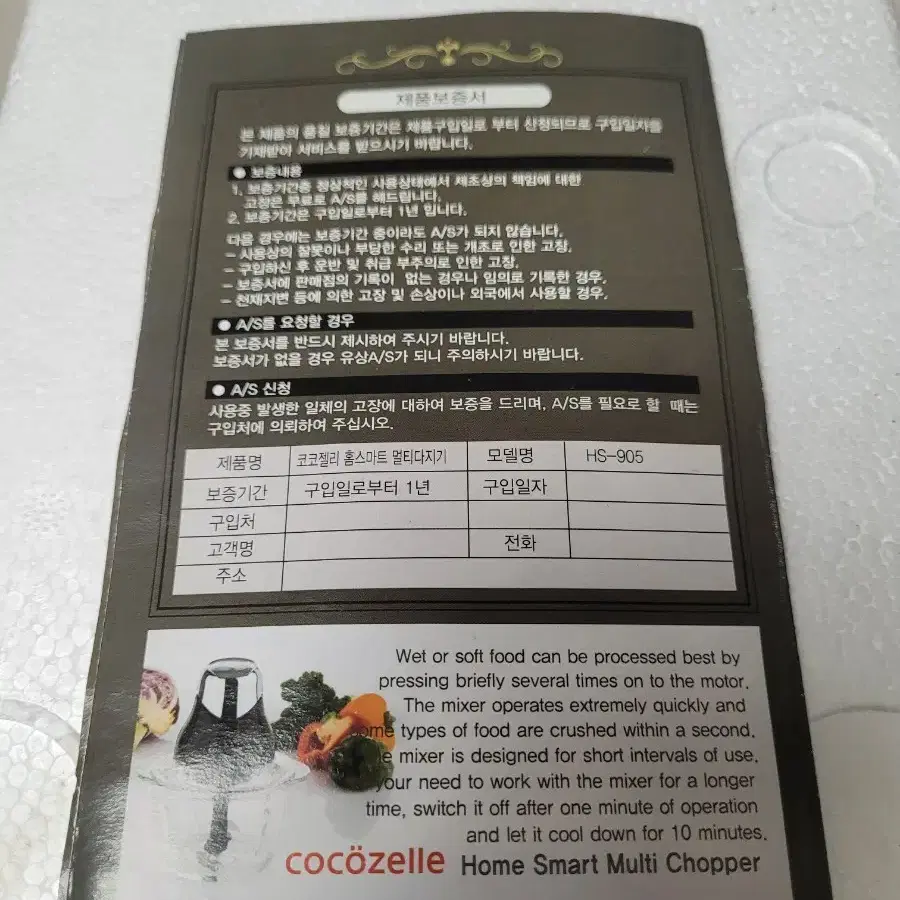 제품보증서
본 제품의 품질 보증기간은 제품구입일로 부터 산정되므로 구입일자를
기재받아 서비스를 받으시기 바랍니다.
● 보증내용
1. 보증기간중 정상적인 사용상태에서 제조상의 책임에 대한
고장은 무료로 A/S를 해드립니다.
2. 보증기간은 구입일로부터 1년 입니다.
다음 경우에는 보증기간 중이라도 A/S가 되지 않습니다.
- 사용상의 잘못이나 부당한 수리 또는 개조로 인한 고장.
- 구입하신 후 운반 및 취급 부주의로 인한 고장.
- 보증서에 판매점의 기록이 없는 경우나 임의로 기록한 경우.
- 천재지변 등에 의한 고장 및 손상이나 외국에서 사용할 경우.
● A/S를 요청할 경우
본 보증서를 반드시 제시하여 주시기 바랍니다.
보증서가 없을 경우 유상A/S가 되니 주의하시기 바랍니다.
● A/S 신청
사용중 발생한 일체의 고장에 대하여 보증을 드리며, A/S를 필요로 할 때는
구입처에 의뢰하여 주십시오.
제품명 코코젤리 홈스마트 멀티다지기 모델명 HS-905
보증기간 구입일로부터 1년 구입일자
구입처
고객명 전화
주소
Wet or soft food can be processed best by
pressing briefly several times on to the motor.
The mixer operates extremely quickly and
ome types of food are crushed within a second.
e mixer is designed for short intervals of use.
your need to work with the mixer for a longer
time, switch it off after one minute of operation
and let it cool down for 10 minutes.
cocözelle Home Smart Multi Chopper